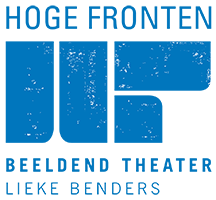 HOGE FRONTEN
BEELDEND THEATER
LIEKE BENDERS